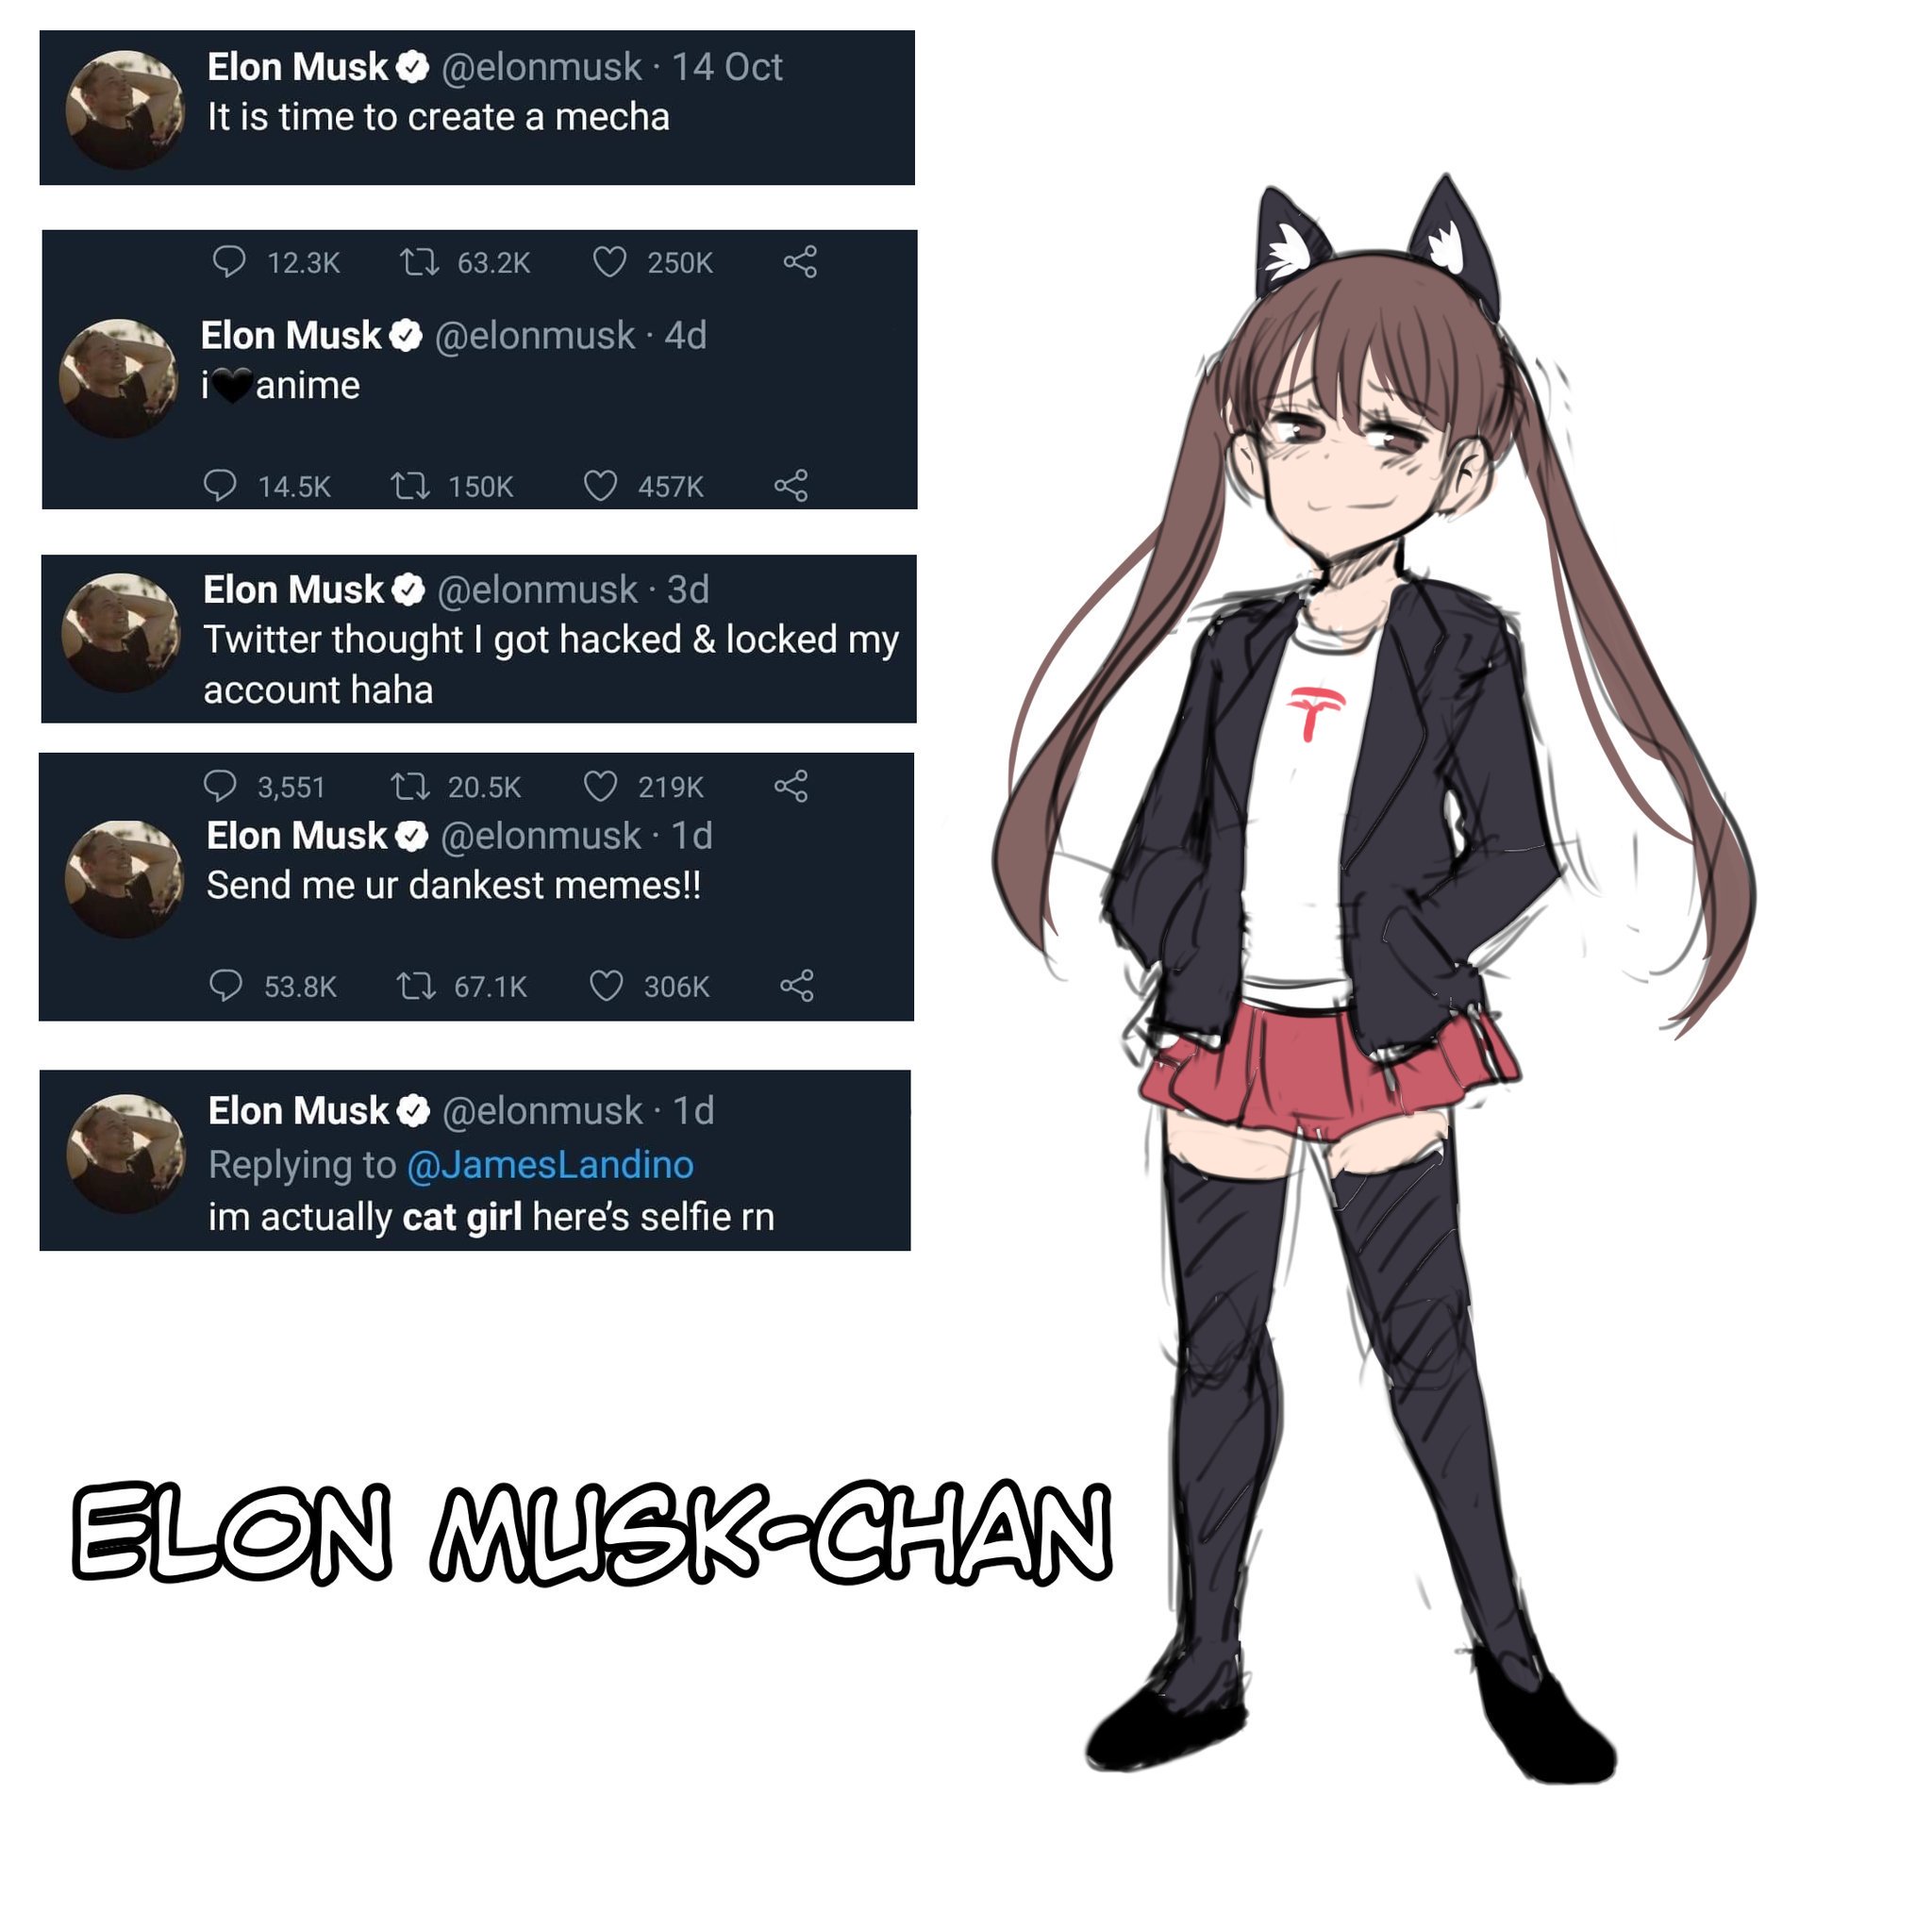 Elon Musk @elonmusk · 14 Oct
It is time to create a mecha
12.3K 63.2K 250K
Elon Musk @elonmusk · 4d
i🖤anime
14.5K 150K 457K
Elon Musk @elonmusk · 3d
Twitter thought I got hacked & locked my
account haha
3,551 20.5K 219K
Elon Musk @elonmusk · 1d
Send me ur dankest memes!!
53.8K 67.1K 306K
Elon Musk @elonmusk · 1d
Replying to @JamesLandino
im actually cat girl here’s selfie rn
T
ELON MUSK-CHAN